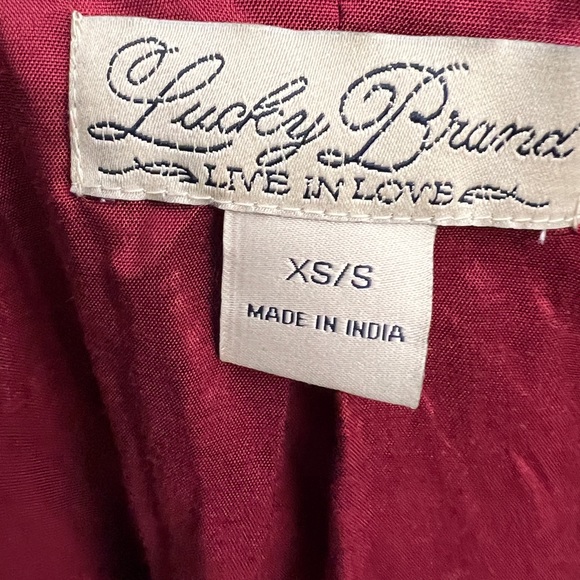 Lucky Brand
LIVE IN LOVE
XS/S
MADE IN INDIA